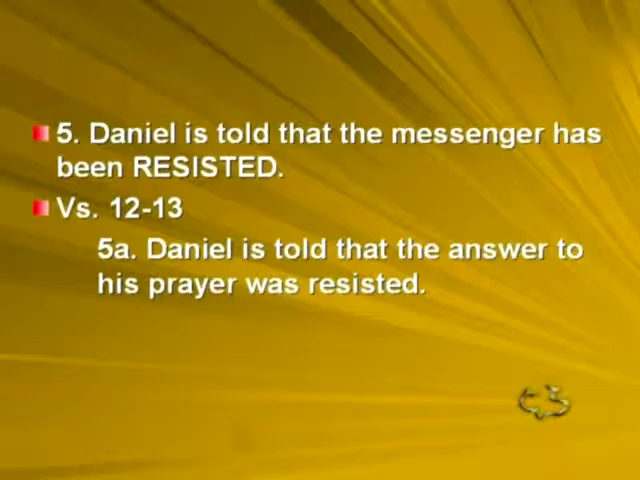 5. Daniel is told that the messenger has
been RESISTED.
Vs. 12-13
5a. Daniel is told that the answer to
his prayer was resisted.